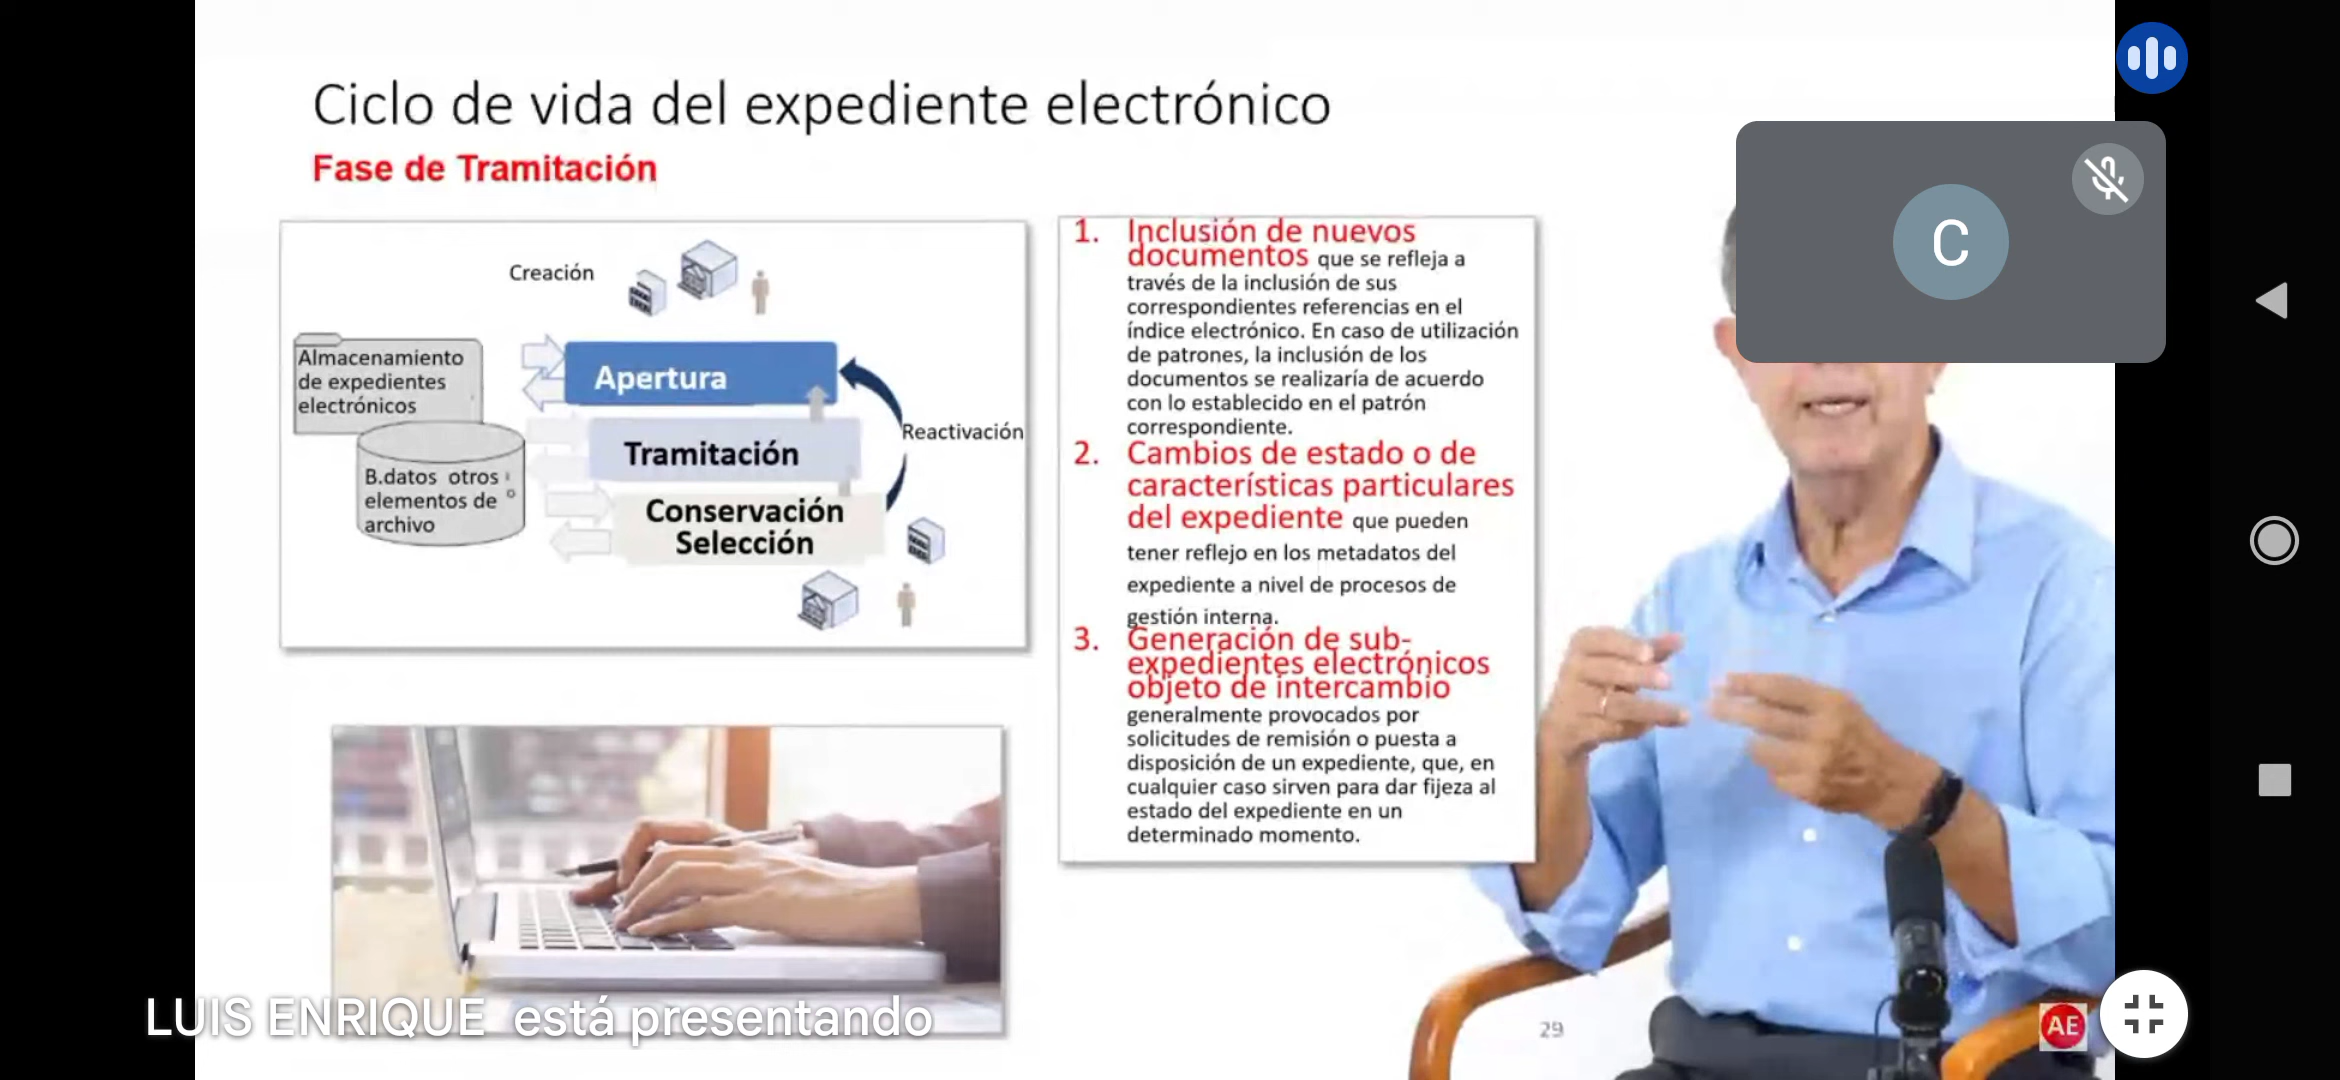 Ciclo de vida del expediente electrónico
Fase de Tramitación
Creación
Almacenamiento
de expedientes
electrónicos
B.datos otros
elementos de
archivo
Apertura
Tramitación
Conservación
Selección
Reactivación
1. Inclusión de nuevos
documentos que se refleja a
través de la inclusión de sus
correspondientes referencias en el
índice electrónico. En caso de utilización
de patrones, la inclusión de los
documentos se realizaría de acuerdo
con lo establecido en el patrón
correspondiente.
2. Cambios de estado o de
características particulares
del expediente que pueden
tener reflejo en los metadatos del
expediente a nivel de procesos de
gestión interna.
3. Generación de sub-
expedientes electrónicos
objeto de intercambio
generalmente provocados por
solicitudes de remisión o puesta a
disposición de un expediente, que, en
cualquier caso sirven para dar fijeza al
estado del expediente en un
determinado momento.
C
LUIS ENRIQUE está presentando
29
AE